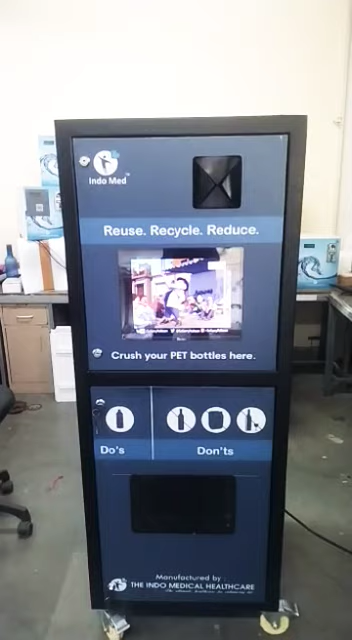 Indo Med
TM
Reuse. Recycle. Reduce.
Crush your PET bottles here.
Do's
Don'ts
Manufactured by
THE INDO MEDICAL HEALTHCARE